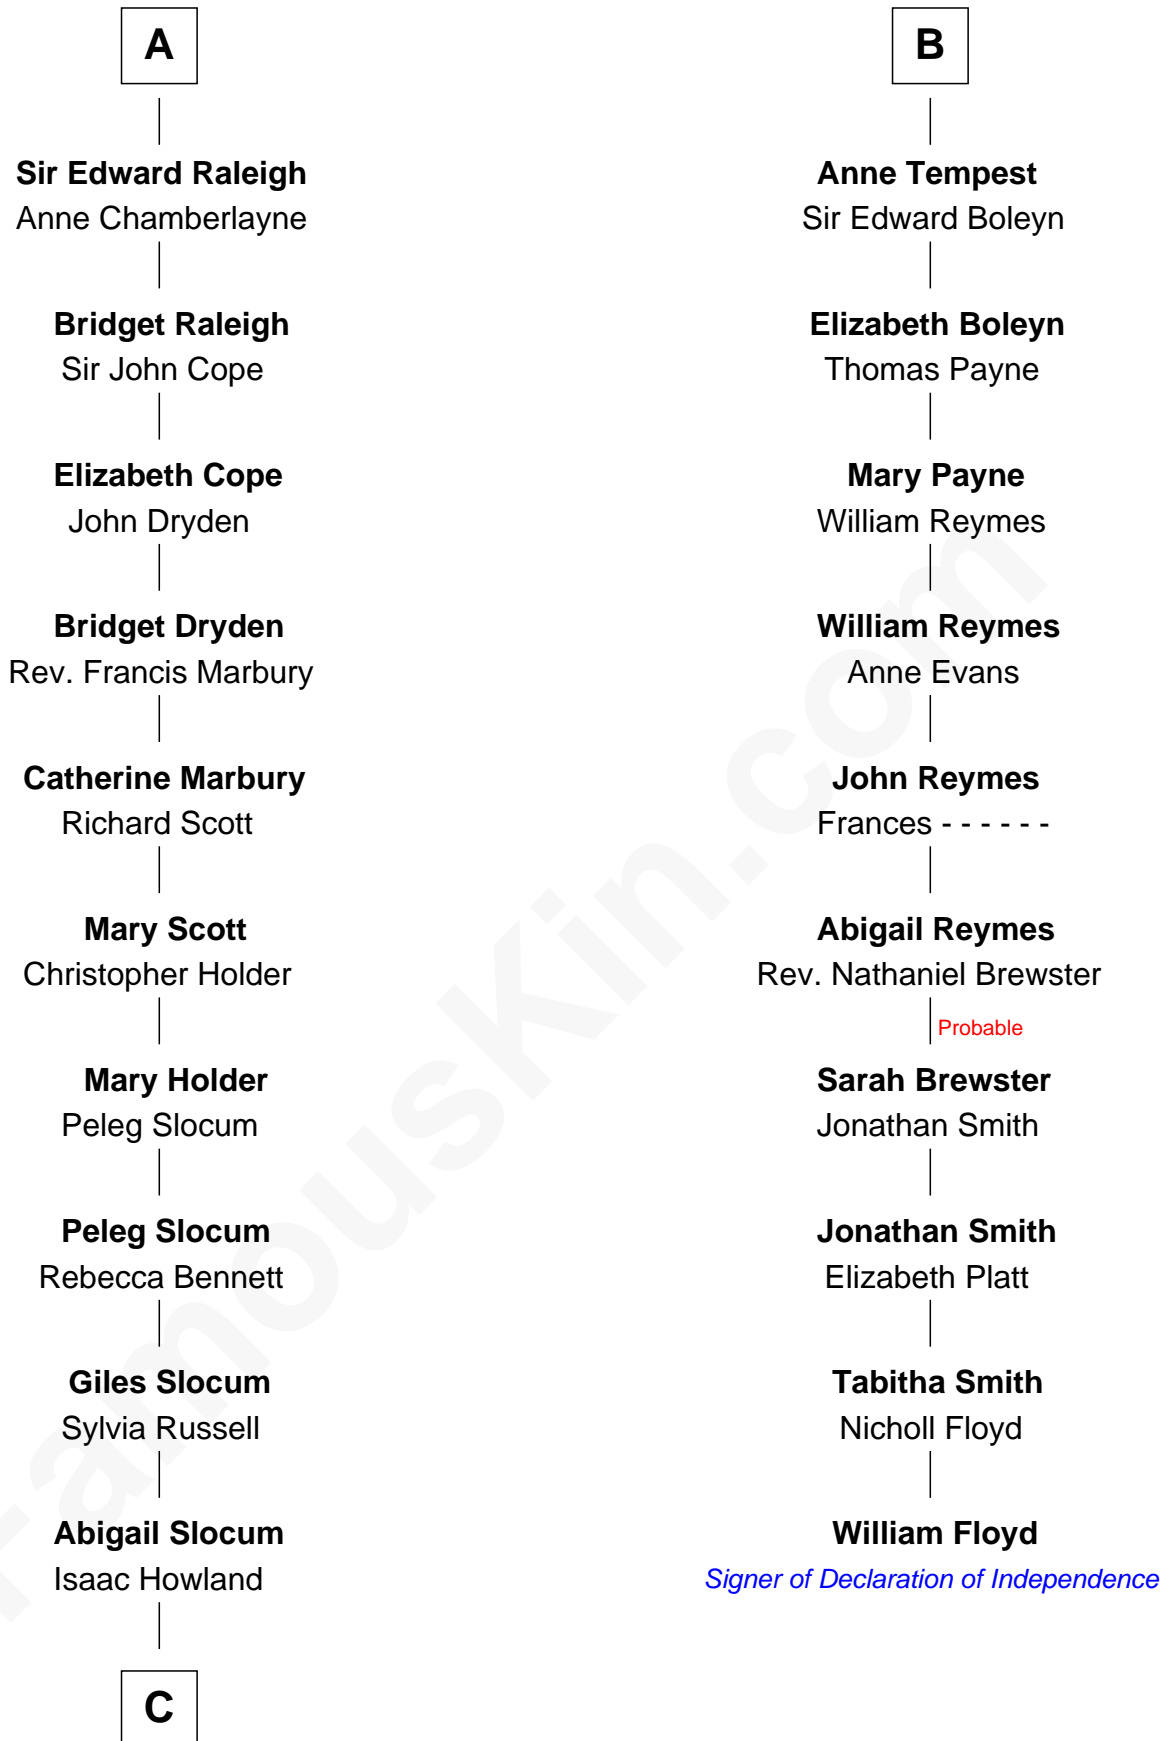 A
Sir Edward Raleigh
Anne Chamberlayne
Bridget Raleigh
Sir John Cope
Elizabeth Cope
John Dryden
Bridget Dryden
Rev. Francis Marbury
Catherine Marbury
Richard Scott
Mary Scott
Christopher Holder
Mary Holder
Peleg Slocum
Peleg Slocum
Rebecca Bennett
Giles Slocum
Sylvia Russell
Abigail Slocum
Isaac Howland
C
B
Anne Tempest
Sir Edward Boleyn
Elizabeth Boleyn
Thomas Payne
Mary Payne
William Reymes
William Reymes
Anne Evans
John Reymes
Frances - - - - - -
Abigail Reymes
Rev. Nathaniel Brewster
Probable
Sarah Brewster
Jonathan Smith
Jonathan Smith
Elizabeth Platt
Tabitha Smith
Nicholl Floyd
William Floyd
Signer of Declaration of Independence
FamousKin.com